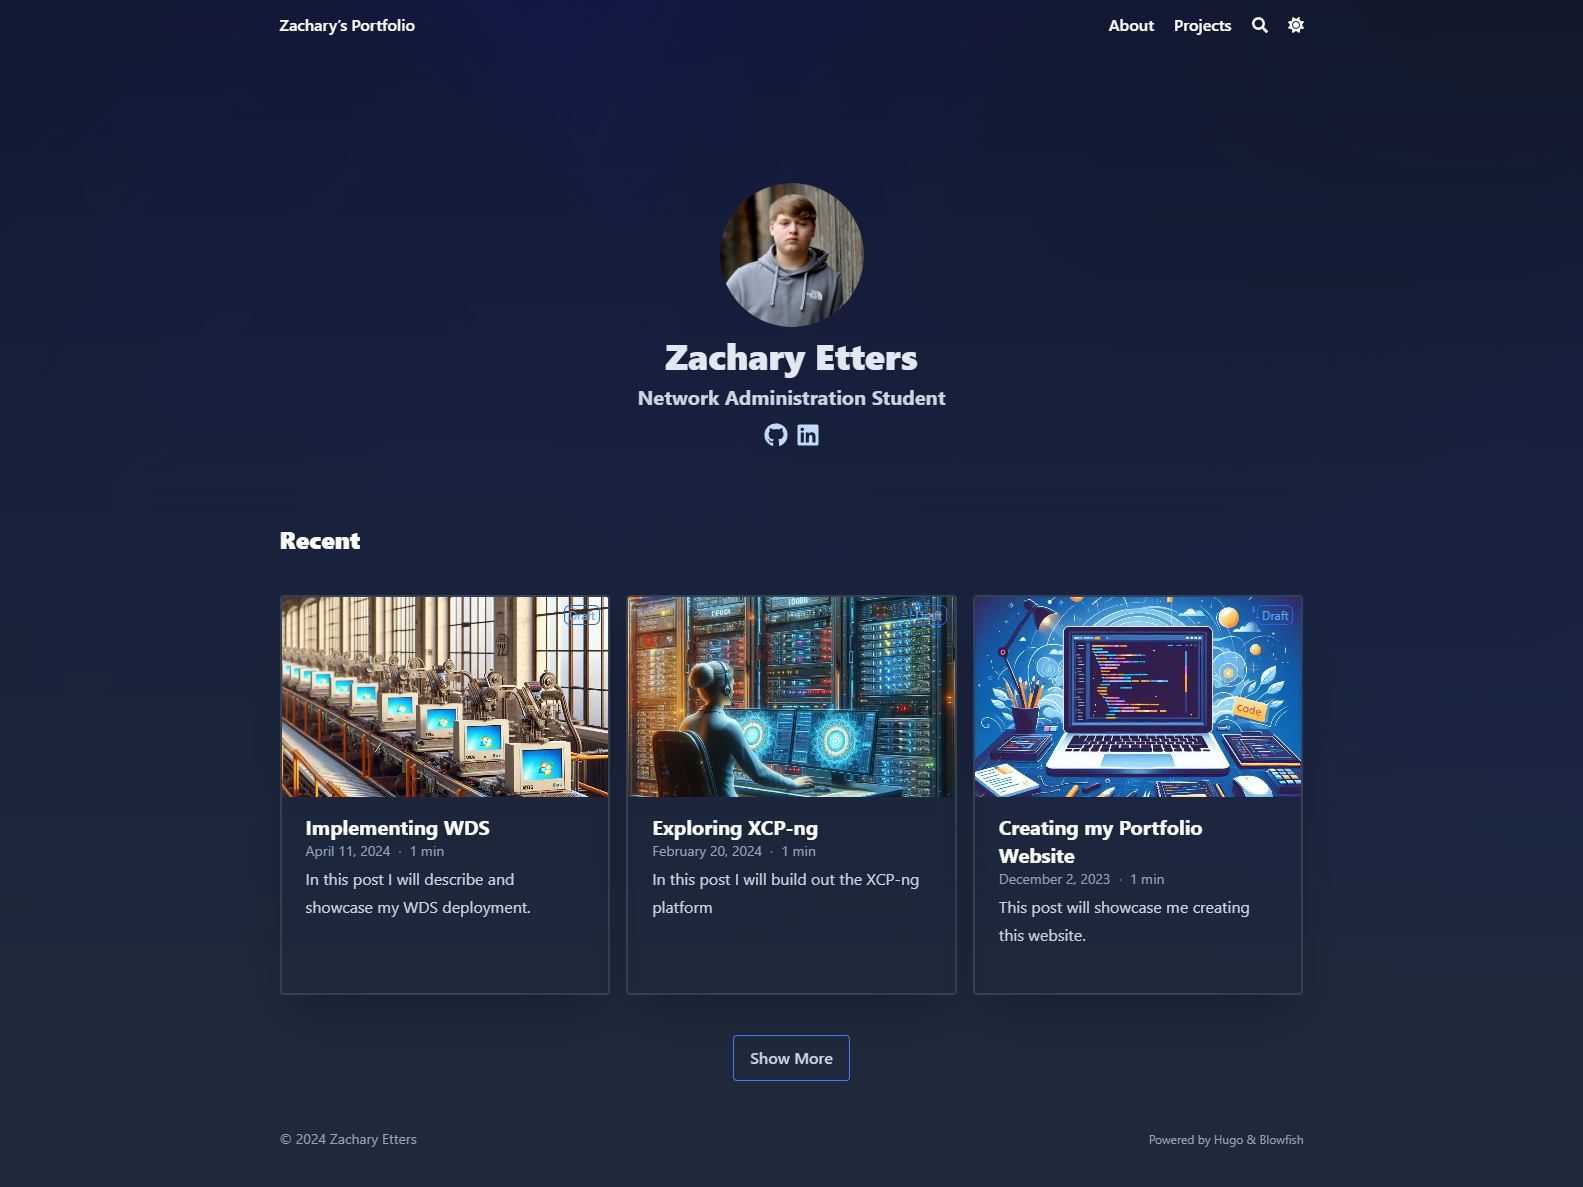 Zachary's Portfolio
About Projects
Zachary Etters
Network Administration Student
Recent
Draft
Draft
Draft
code
WDS
WDS
Implementing WDS
April 11, 2024 · 1 min
In this post I will describe and
showcase my WDS deployment.
Exploring XCP-ng
February 20, 2024 · 1 min
In this post I will build out the XCP-ng
platform
Creating my Portfolio
Website
December 2, 2023 · 1 min
This post will showcase me creating
this website.
Show More
© 2024 Zachary Etters
Powered by Hugo & Blowfish